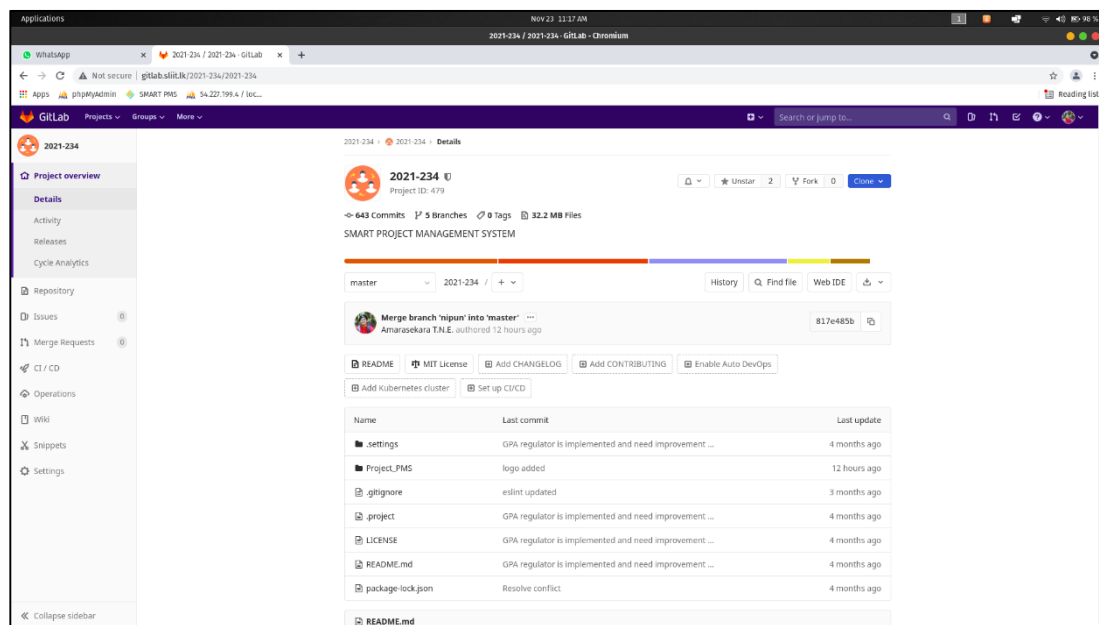 Applications
Nov 23 11:17 AM
1
98 %
2021-234 / 2021-234 · GitLab - Chromium
WhatsApp
2021-234 / 2021-234 · GitLab
Not secure | gitlab.sliit.lk/2021-234/2021-234
Apps phpMyAdmin SMART PMS 54.227.199.4 / loc...
Reading list
GitLab Projects Groups More
Search or jump to...
2021-234
2021-234 > 2021-234 > Details
Project overview
Details
Activity
Releases
Cycle Analytics
Repository
Issues 0
Merge Requests 0
CI / CD
Operations
Wiki
Snippets
Settings
Collapse sidebar
2021-234
Project ID: 479
Unstar 2 Fork 0 Clone
643 Commits 5 Branches 0 Tags 32.2 MB Files
SMART PROJECT MANAGEMENT SYSTEM
master 2021-234 / +
History Find file Web IDE
Merge branch 'nipun' into 'master' ...
Amarasekara T.N.E. authored 12 hours ago
817e485b
README MIT License Add CHANGELOG Add CONTRIBUTING Enable Auto DevOps
Add Kubernetes cluster Set up CI/CD
Name Last commit Last update
.settings GPA regulator is implemented and need improvement ... 4 months ago
Project_PMS logo added 12 hours ago
.gitignore eslint updated 3 months ago
.project GPA regulator is implemented and need improvement ... 4 months ago
LICENSE GPA regulator is implemented and need improvement ... 4 months ago
README.md GPA regulator is implemented and need improvement ... 4 months ago
package-lock.json Resolve conflict 4 months ago
README.md